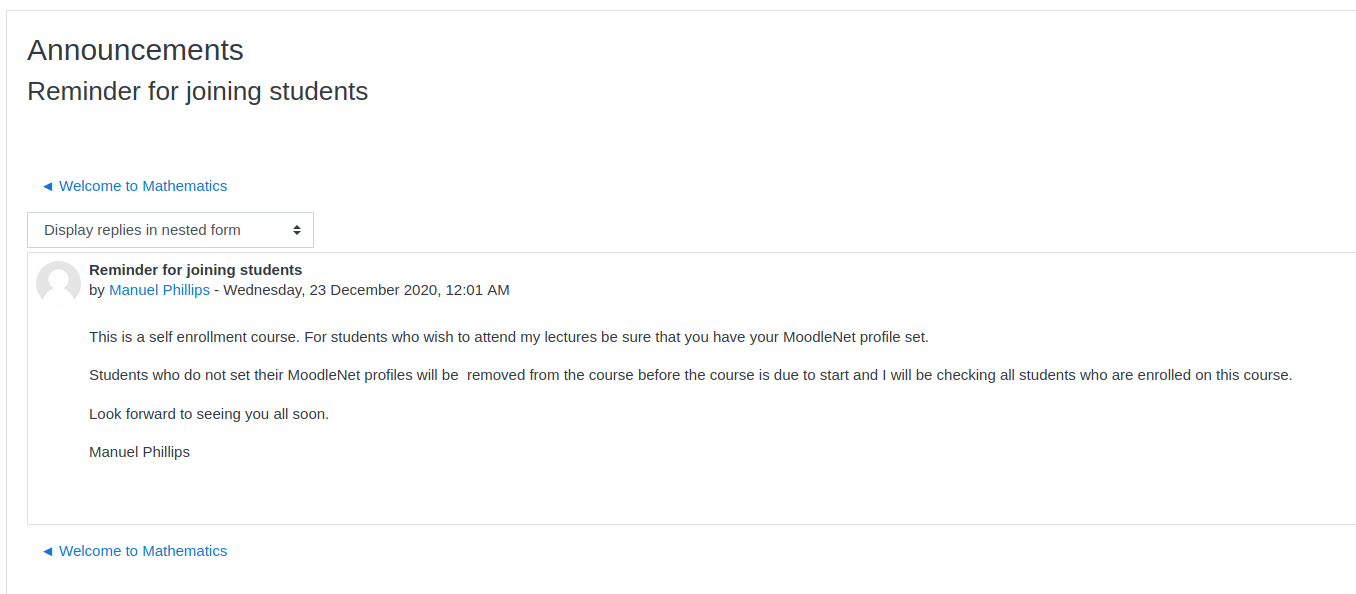 Announcements
Reminder for joining students
◄ Welcome to Mathematics
Display replies in nested form
Reminder for joining students
by Manuel Phillips - Wednesday, 23 December 2020, 12:01 AM
This is a self enrollment course. For students who wish to attend my lectures be sure that you have your MoodleNet profile set.
Students who do not set their MoodleNet profiles will be  removed from the course before the course is due to start and I will be checking all students who are enrolled on this course.
Look forward to seeing you all soon.
Manuel Phillips
◄ Welcome to Mathematics